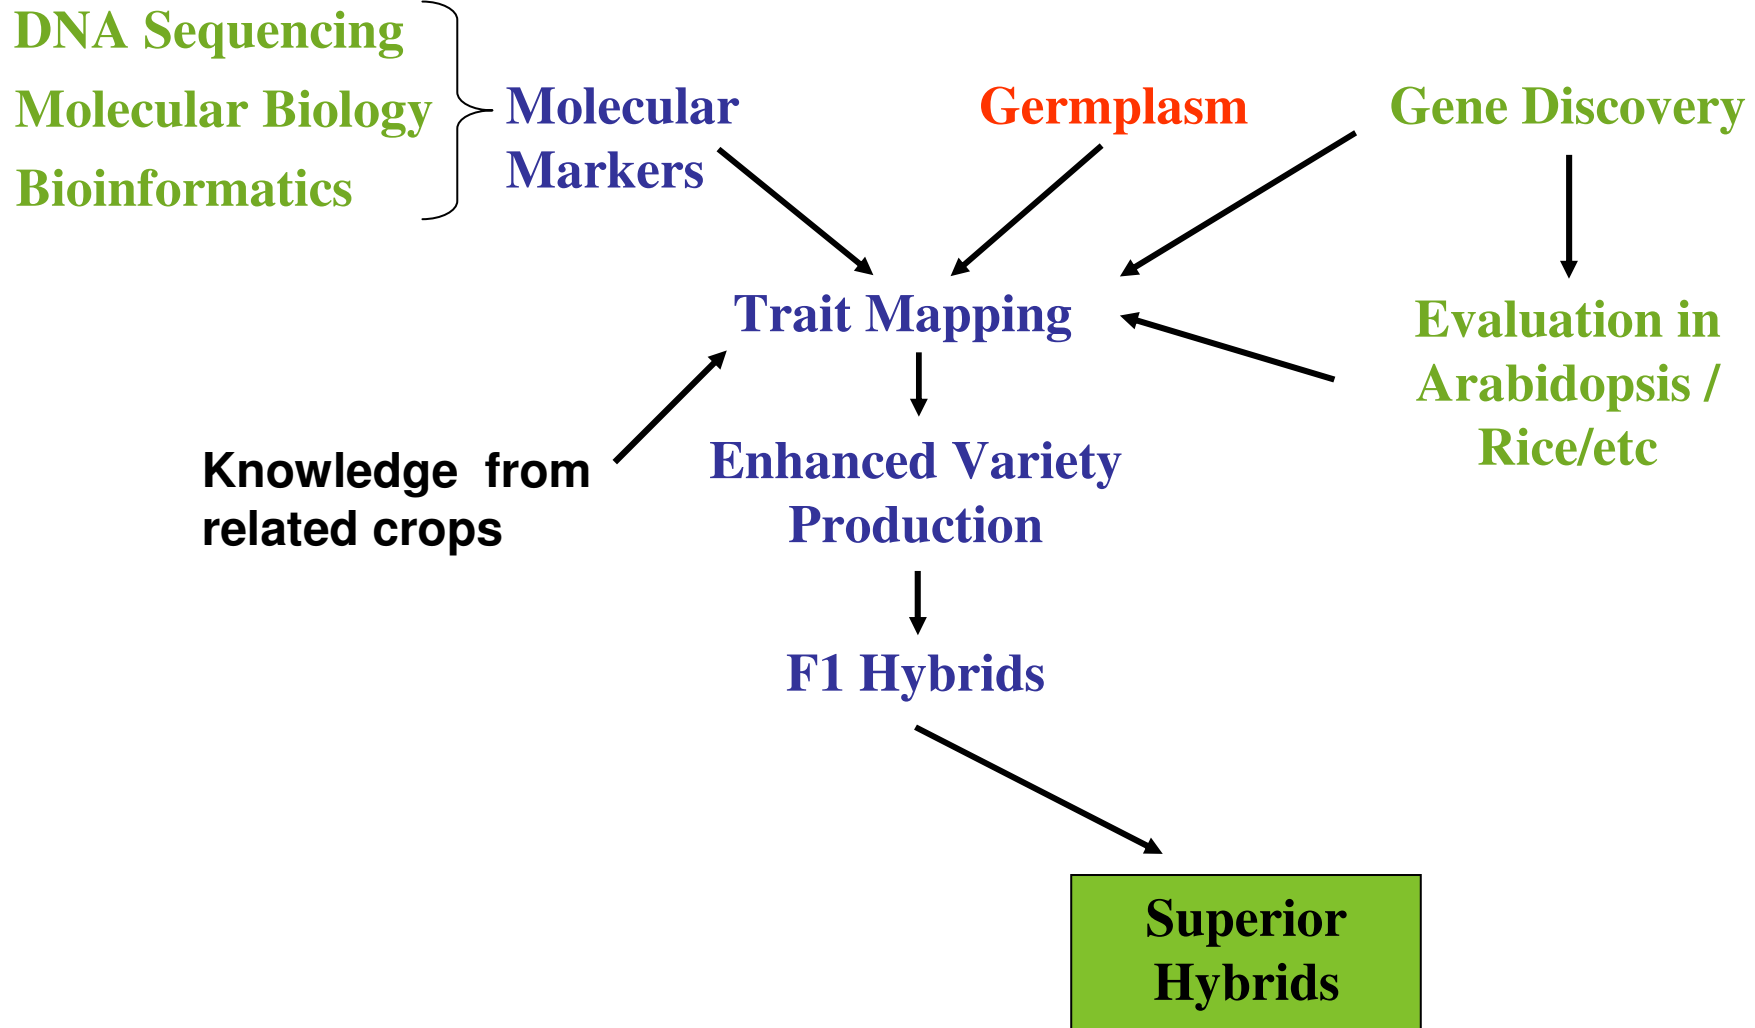 DNA Sequencing
Molecular Biology
Bioinformatics
Molecular
Markers
Germplasm
Gene Discovery
Trait Mapping
Evaluation in
Arabidopsis /
Rice/etc
Knowledge from
related crops
Enhanced Variety
Production
F1 Hybrids
Superior
Hybrids